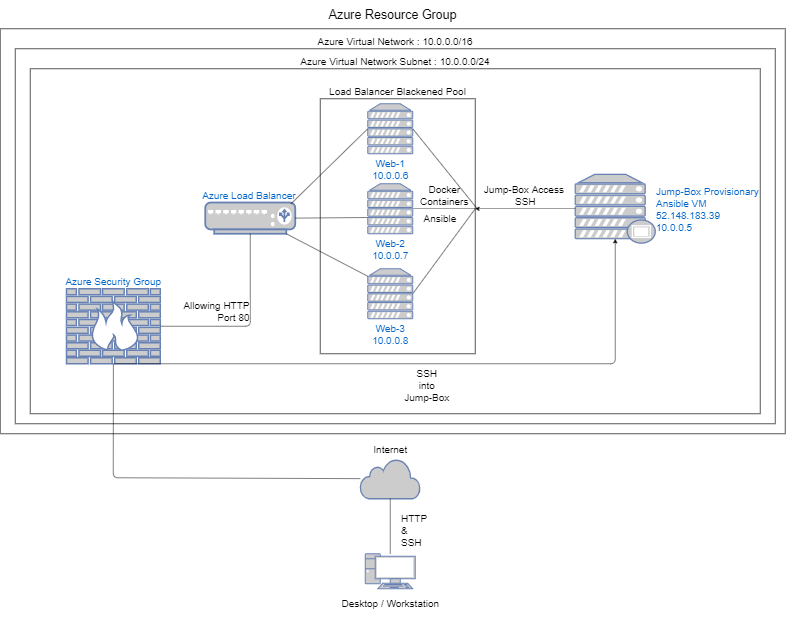 Azure Resource Group
Azure Virtual Network : 10.0.0.0/16
Azure Virtual Network Subnet : 10.0.0.0/24
Load Balancer Blackened Pool
Web-1
10.0.0.6
Azure Load Balancer
Docker
Containers
Ansible
Jump-Box Access
SSH
Jump-Box Provisionary
Ansible VM
52.148.183.39
10.0.0.5
Web-2
10.0.0.7
Azure Security Group
Allowing HTTP
Port 80
Web-3
10.0.0.8
SSH
into
Jump-Box
Internet
HTTP
&
SSH
Desktop / Workstation